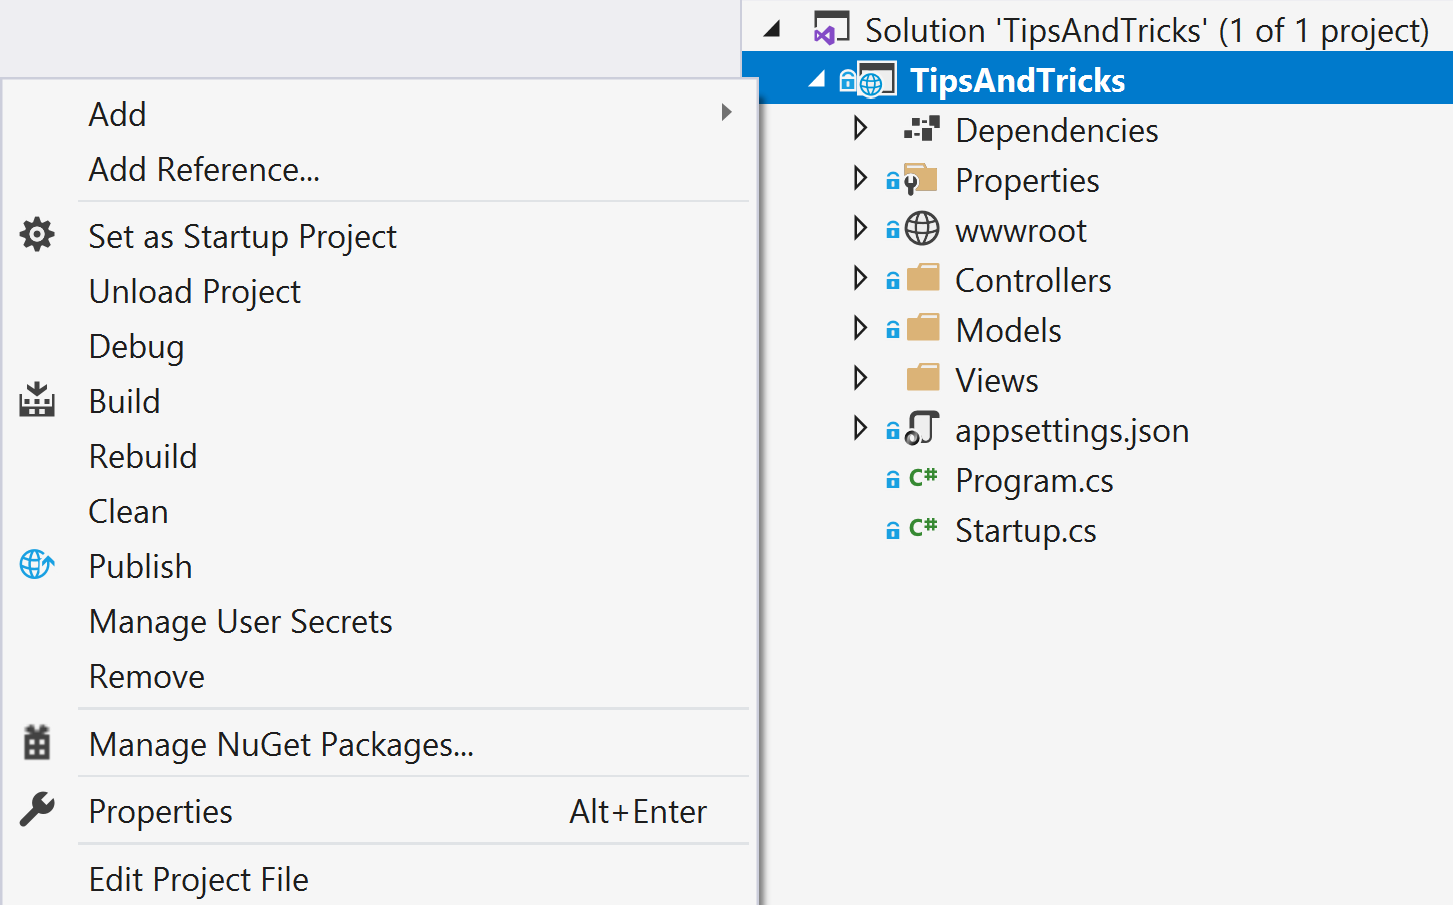 Add
Add Reference...
Set as Startup Project
Unload Project
Debug
Build
Rebuild
Clean
Publish
Manage User Secrets
Remove
Manage NuGet Packages...
Properties Alt+Enter
Edit Project File
Solution 'TipsAndTricks' (1 of 1 project)
TipsAndTricks
Dependencies
Properties
wwwroot
Controllers
Models
Views
appsettings.json
C# Program.cs
C# Startup.cs